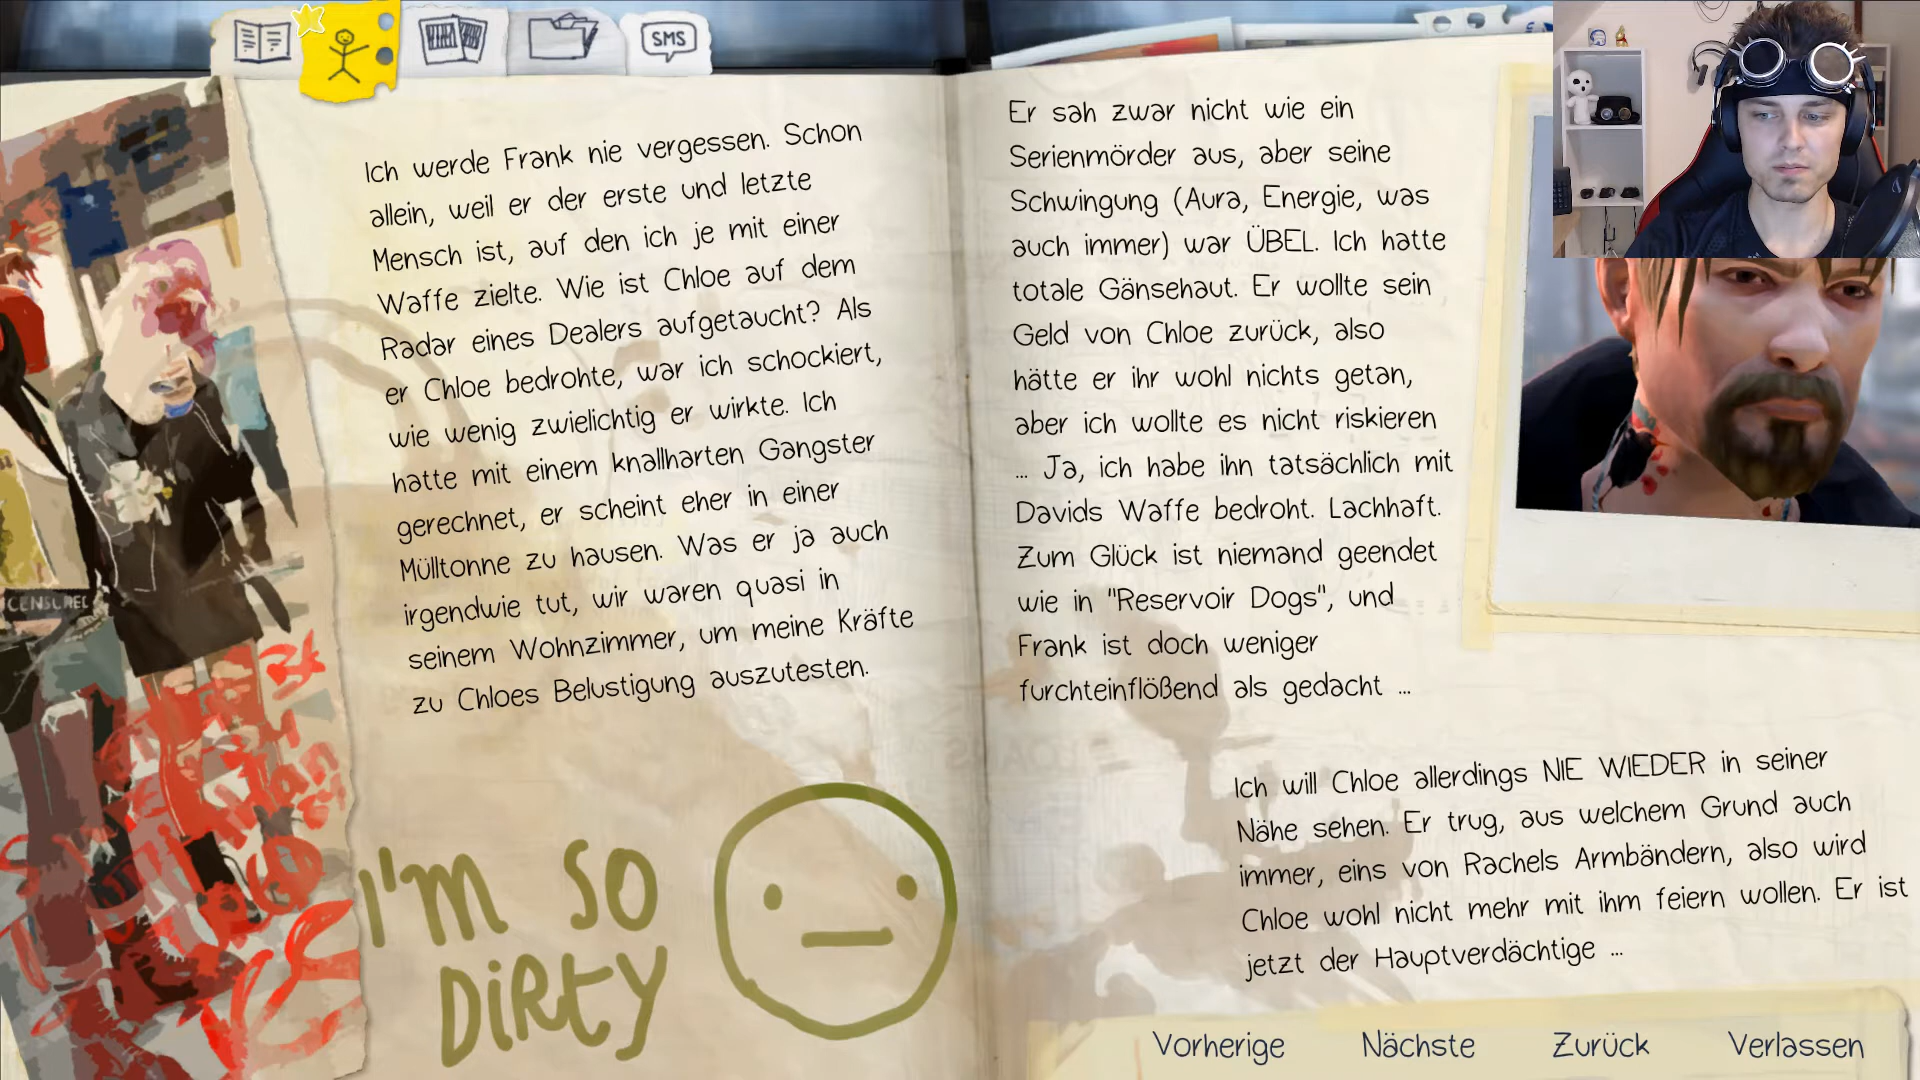 SMS
Ich werde Frank nie vergessen. Schon
allein, weil er der erste und letzte
Mensch ist, auf den ich je mit einer
Waffe zielte. Wie ist Chloe auf dem
Radar eines Dealers aufgetaucht? Als
er Chloe bedrohte, war ich schockiert,
wie wenig zwielichtig er wirkte. Ich
hatte mit einem knallharten Gangster
gerechnet, er scheint eher in einer
Mülltonne zu hausen. Was er ja auch
irgendwie tut, wir waren quasi in
seinem Wohnzimmer, um meine Kräfte
zu Chloes Belustigung auszutesten.
I'M SO
DiRty
Er sah zwar nicht wie ein
Serienmörder aus, aber seine
Schwingung (Aura, Energie, was
auch immer) war ÜBEL. Ich hatte
totale Gänsehaut. Er wollte sein
Geld von Chloe zurück, also
hätte er ihr wohl nichts getan,
aber ich wollte es nicht riskieren
... Ja, ich habe ihn tatsächlich mit
Davids Waffe bedroht. Lachhaft.
Zum Glück ist niemand geendet
wie in "Reservoir Dogs", und
Frank ist doch weniger
furchteinflößend als gedacht ...
Ich will Chloe allerdings NIE WIEDER in seiner
Nähe sehen. Er trug, aus welchem Grund auch
immer, eins von Rachels Armbändern, also wird
Chloe wohl nicht mehr mit ihm feiern wollen. Er ist
jetzt der Hauptverdächtige ...
Vorherige Nächste Zurück Verlassen